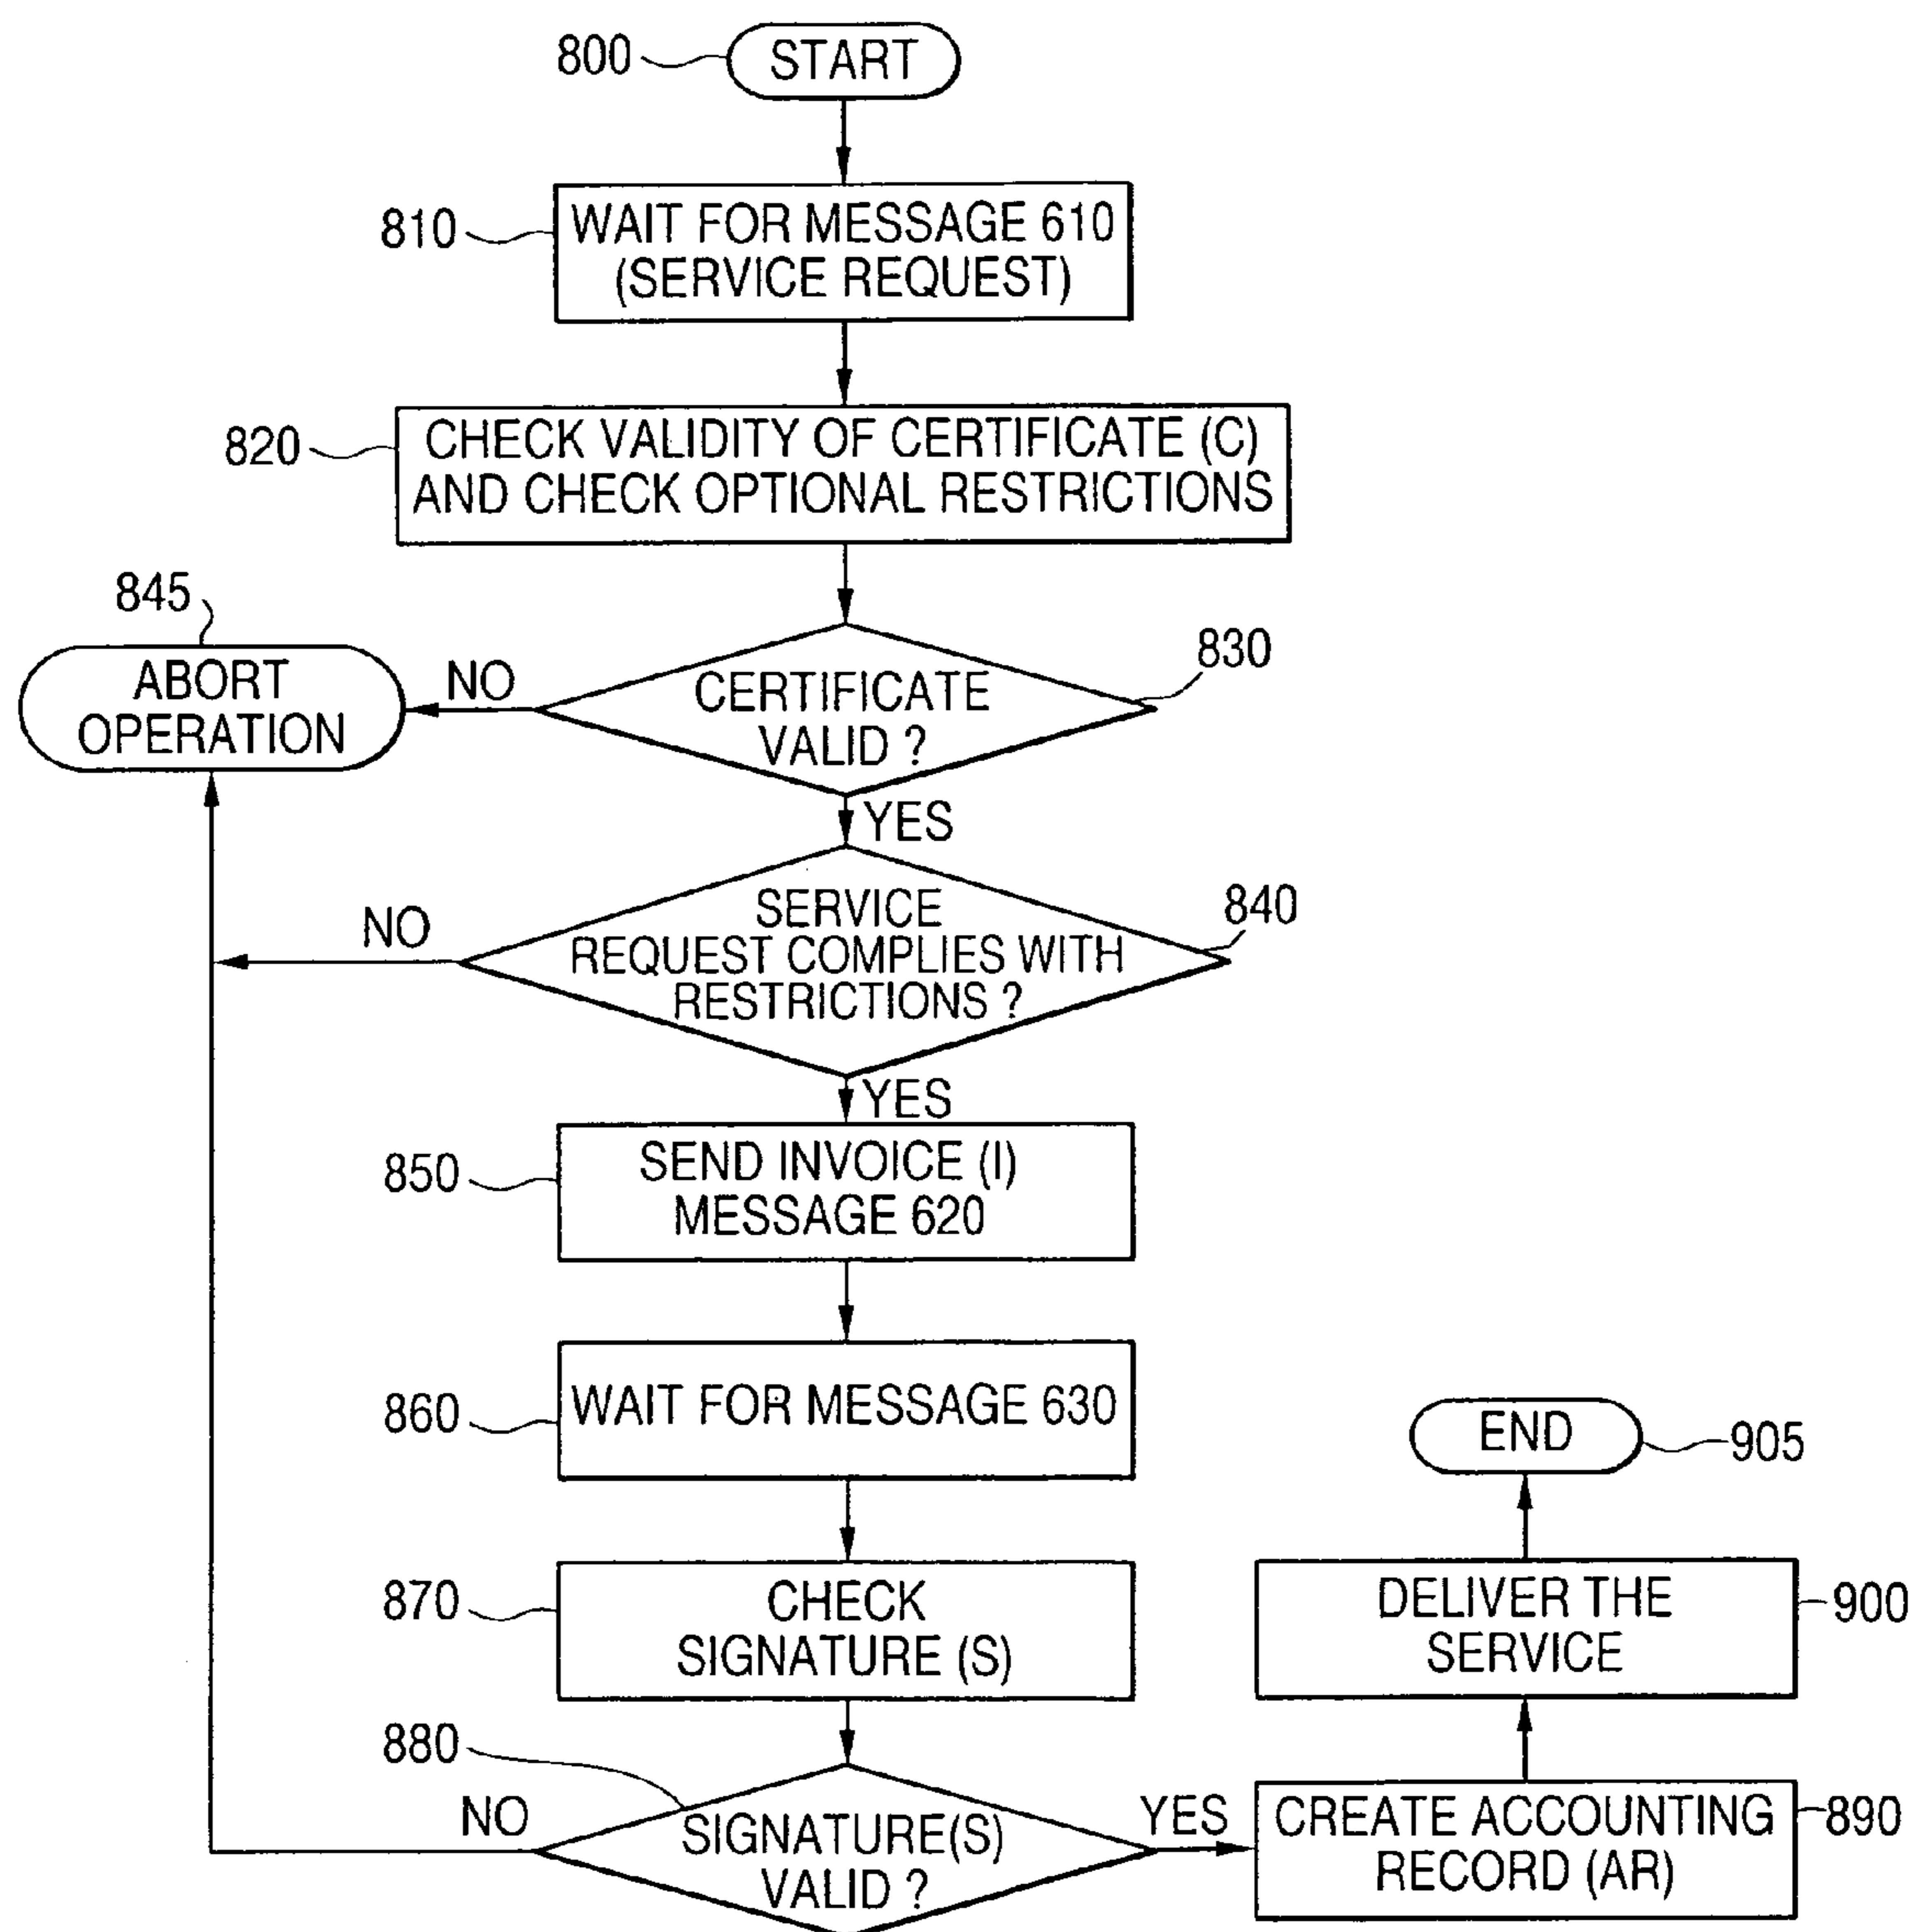 800
START
810
WAIT FOR MESSAGE 610
(SERVICE REQUEST)
820
CHECK VALIDITY OF CERTIFICATE (C)
AND CHECK OPTIONAL RESTRICTIONS
845
ABORT
OPERATION
NO
CERTIFICATE
VALID ?
830
YES
NO
SERVICE
REQUEST COMPLIES WITH
RESTRICTIONS ?
840
YES
850
SEND INVOICE (I)
MESSAGE 620
860
WAIT FOR MESSAGE 630
870
CHECK
SIGNATURE (S)
880
NO
SIGNATURE(S)
VALID ?
YES
CREATE ACCOUNTING
RECORD (AR)
890
DELIVER THE
SERVICE
900
END
905